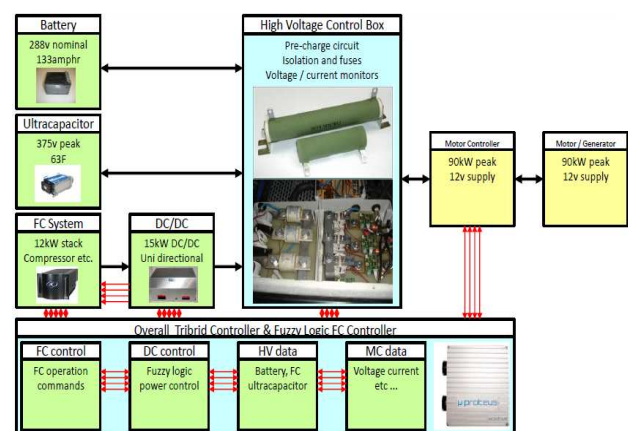 Battery
288v nominal
133amphr
Ultracapacitor
375v peak
63F
FC System
12kW stack
Compressor etc.
DC/DC
15kW DC/DC
Uni directional
High Voltage Control Box
Pre-charge circuit
Isolation and fuses
Voltage / current monitors
Motor Controller
90kW peak
12v supply
Motor / Generator
90kW peak
12v supply
Overall Tribrid Controller & Fuzzy Logic FC Controller
FC control
FC operation
commands
DC control
Fuzzy logic
power control
HV data
Battery, FC
ultracapacitor
MC data
Voltage current
etc ...
µproteus